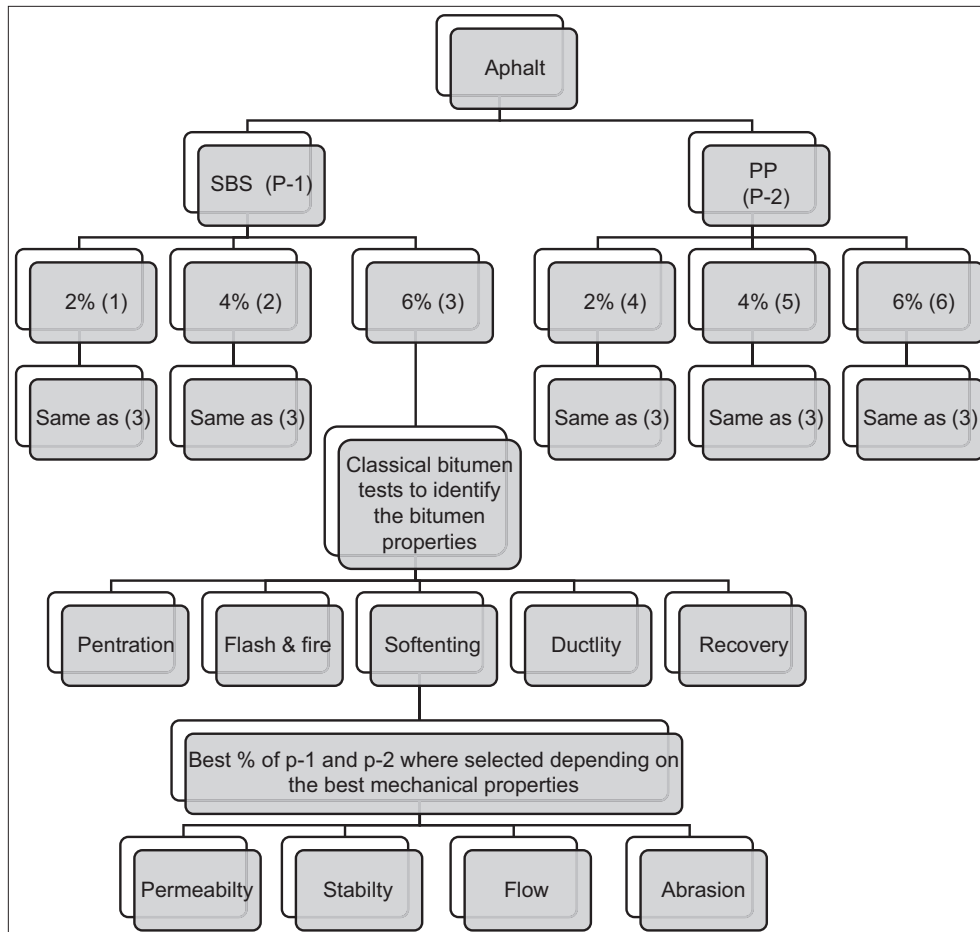 Aphalt
SBS (P-1)
PP
(P-2)
2% (1)
4% (2)
6% (3)
2% (4)
4% (5)
6% (6)
Same as (3)
Same as (3)
Same as (3)
Same as (3)
Same as (3)
Classical bitumen
tests to identify
the bitumen
properties
Pentration
Flash & fire
Softenting
Ductlity
Recovery
Best % of p-1 and p-2 where selected depending on
the best mechanical properties
Permeabilty
Stabilty
Flow
Abrasion